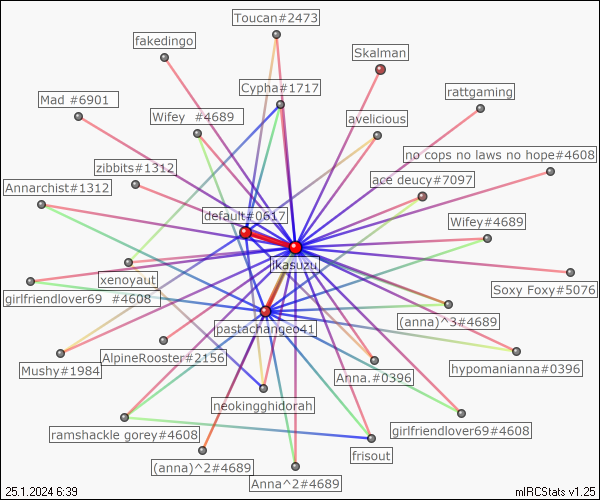 Toucan#2473
fakedingo
Skalman
Cypha#1717
rattgaming
Mad #6901
Wifey  #4689
avelicious
no cops no laws no hope#4608
zibbits#1312
ace deucy#7097
Annarchist#1312
default#0617
Wifey#4689
ikasuzu
xenoyaut
Soxy Foxy#5076
girlfriendlover69  #4608
(anna)^3#4689
pastachangeo41
AlpineRooster#2156
Mushy#1984
hypomanianna#0396
Anna.#0396
neokingghidorah
ramshackle gorey#4608
girlfriendlover69#4608
frisout
(anna)^2#4689
Anna^2#4689
25.1.2024 6:39
mIRCStats v1.25